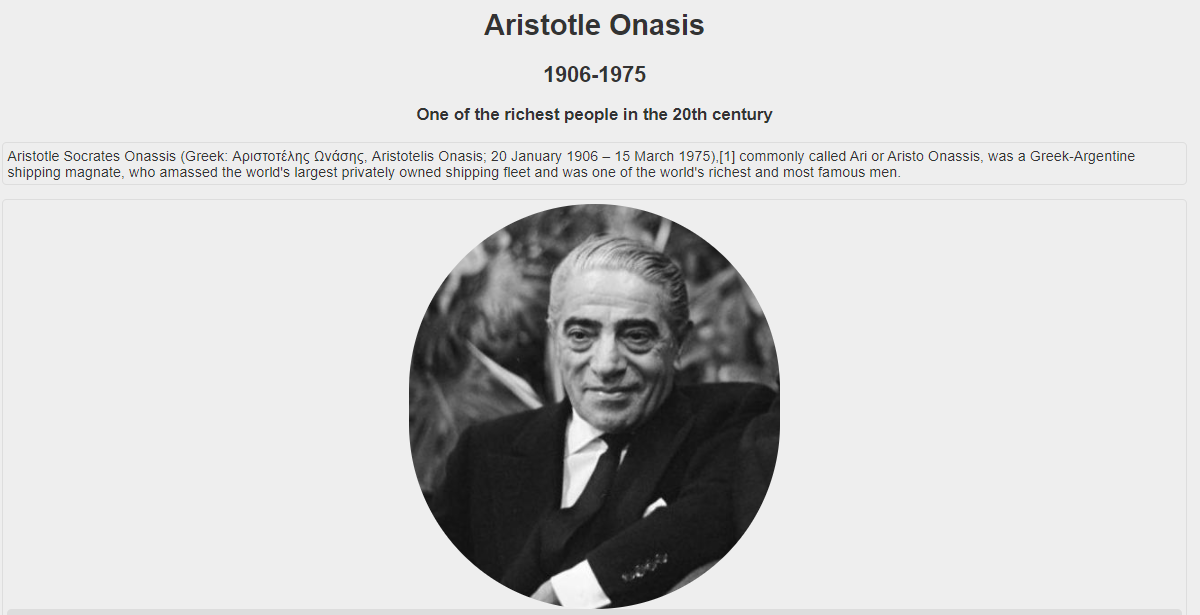 Aristotle Onasis
1906-1975
One of the richest people in the 20th century
Aristotle Socrates Onassis (Greek: Αριστοτέλης Ωνάσης, Aristotelis Onasis; 20 January 1906 – 15 March 1975),[1] commonly called Ari or Aristo Onassis, was a Greek-Argentine
shipping magnate, who amassed the world's largest privately owned shipping fleet and was one of the world's richest and most famous men.